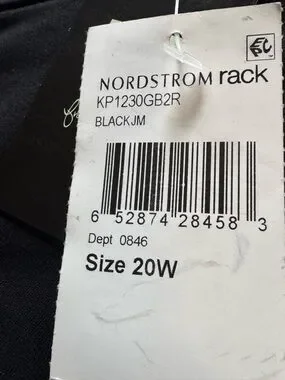 NORDSTROM rack
KP1230GB2R
BLACKJM
6 52874 28458 3
Dept 0846
Size 20W